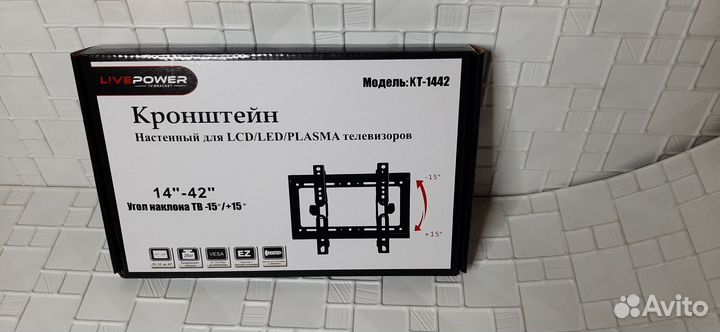 LIVEPOWER
TV BRACKET
Модель: KT-1442
Кронштейн
Настенный для LCD/LED/PLASMA телевизоров
14"-42"
Угол наклона ТВ -15°/+15°
-15°
+15°
VESA
EZ
Avito